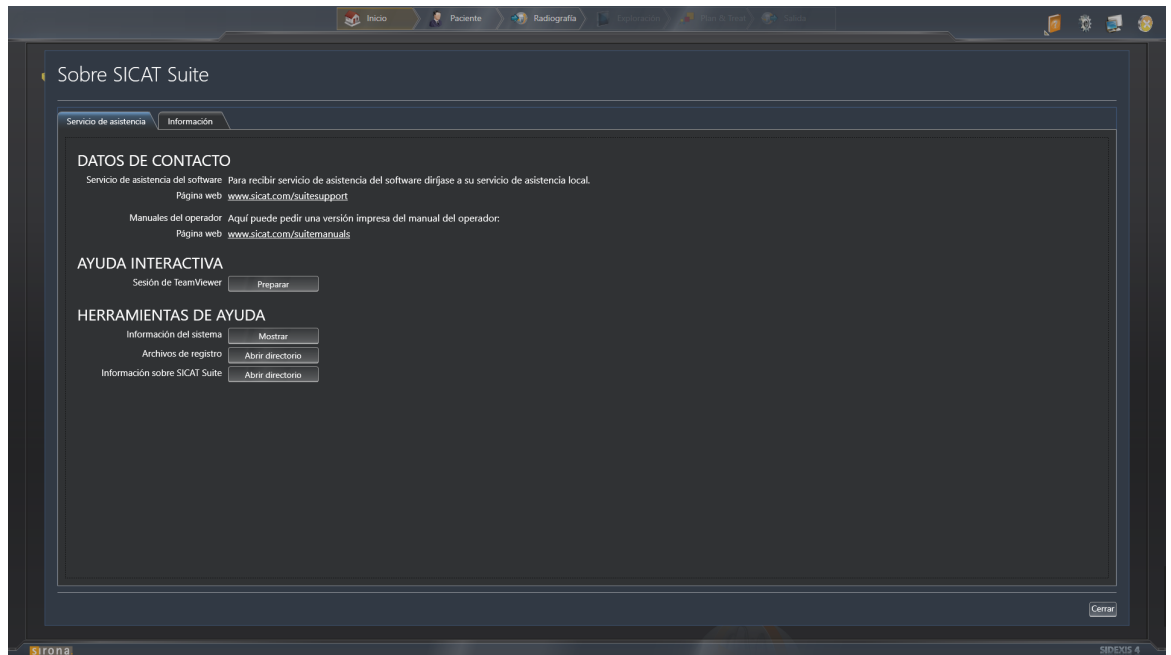 Inicio Paciente Radiografía Exploración Plan & Treat Salida
Sobre SICAT Suite
Servicio de asistencia Información
DATOS DE CONTACTO
Servicio de asistencia del software Para recibir servicio de asistencia del software diríjase a su servicio de asistencia local.
Página web www.sicat.com/suitesupport
Manuales del operador Aquí puede pedir una versión impresa del manual del operador:
Página web www.sicat.com/suitemanuals
AYUDA INTERACTIVA
Sesión de TeamViewer Preparar
HERRAMIENTAS DE AYUDA
Información del sistema Mostrar
Archivos de registro Abrir directorio
Información sobre SICAT Suite Abrir directorio
Cerrar
sirona. SIDEXIS 4